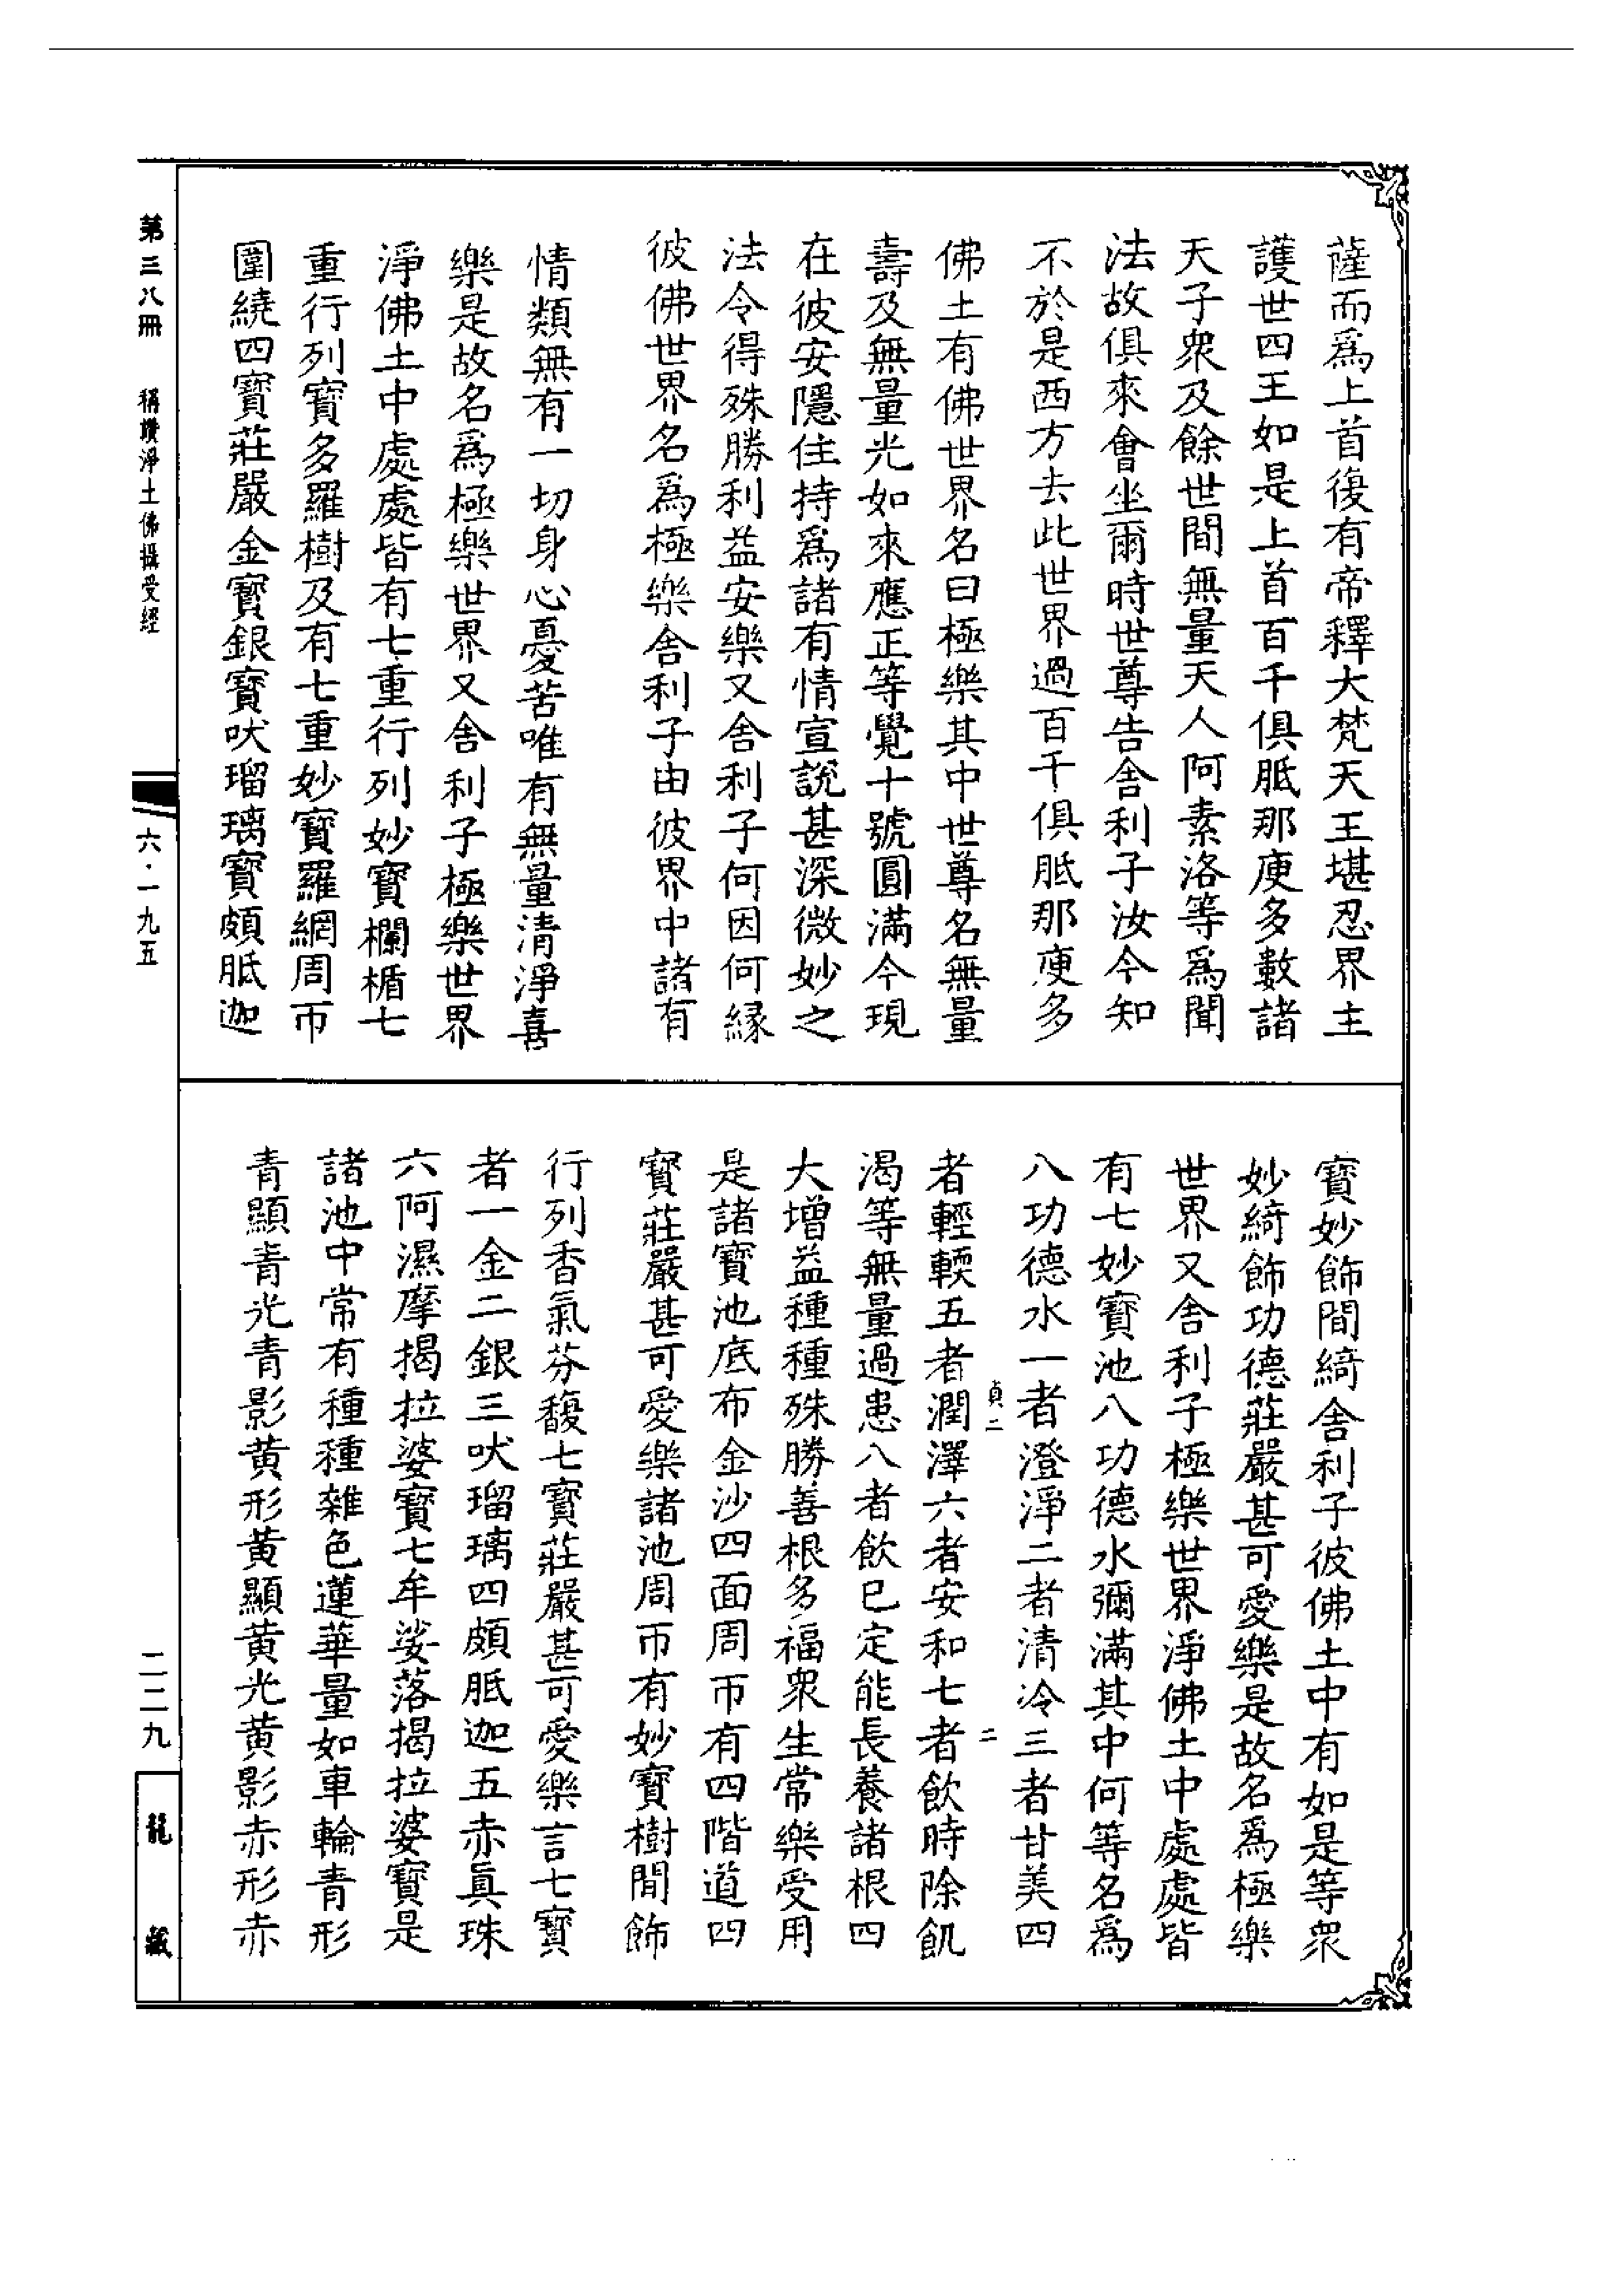 薩而爲上首復有帝釋大梵天王堪忍界主
護世四王如是上首百千俱胝那庾多數諸
天子衆及餘世間無量天人阿素洛等爲聞
法故俱來會坐爾時世尊告舍利子汝今知
不於是西方去此世界過百千俱胝那庾多
佛土有佛世界名曰極樂其中世尊名無量
壽及無量光如來應正等覺十號圓滿今現
在彼安隱住持爲諸有情宣說甚深微妙之
法令得殊勝利益安樂又舍利子何因何緣
彼佛世界名爲極樂舍利子由彼界中諸有
情類無有一切身心憂苦唯有無量清淨喜
樂是故名爲極樂世界又舍利子極樂世界
淨佛土中處處皆有七重行列妙寶欄楯七
重行列寶多羅樹及有七重妙寶羅網周帀
圍繞四寶莊嚴金寶銀寶吠瑠璃寶頗胝迦
寶妙飾間綺舍利子彼佛土中有如是等衆
妙綺飾功德莊嚴甚可愛樂是故名爲極樂
世界又舍利子極樂世界淨佛土中處處皆
有七妙寶池八功德水彌滿其中何等名爲
八功德水一者澄淨二者清冷三者甘美四
貞二 二
者輕輭五者潤澤六者安和七者飲時除飢
渴等無量過患八者飲已定能長養諸根四
大增益種種殊勝善根多福衆生常樂受用
是諸寶池底布金沙四面周帀有四階道四
寶莊嚴甚可愛樂諸池周帀有妙寶樹間飾
行列香氣芬馥七寶莊嚴甚可愛樂言七寶
者一金二銀三吠瑠璃四頗胝迦五赤眞珠
六阿濕摩揭拉婆寶七牟娑落揭拉婆寶是
諸池中常有種種雜色蓮華量如車輪青形
青顯青光青影黃形黃顯黃光黃影赤形赤
第三八冊 稱讚淨土佛攝受經 六·一九五 二二九 龍藏